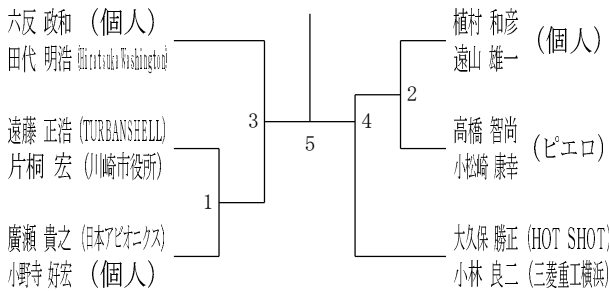 六反 政和 (個人)
田代 明浩 (Hiratsuka Washington)
遠藤 正浩 (TURBANSHELL)
片桐 宏 (川崎市役所)
廣瀬 貴之 (日本アビオニクス)
小野寺 好宏 (個人)
1
3
5
4
2
植村 和彦 (個人)
遠山 雄一
高橋 智尚 (ピエロ)
小松崎 康幸
大久保 勝正 (HOT SHOT)
小林 良二 (三菱重工横浜)